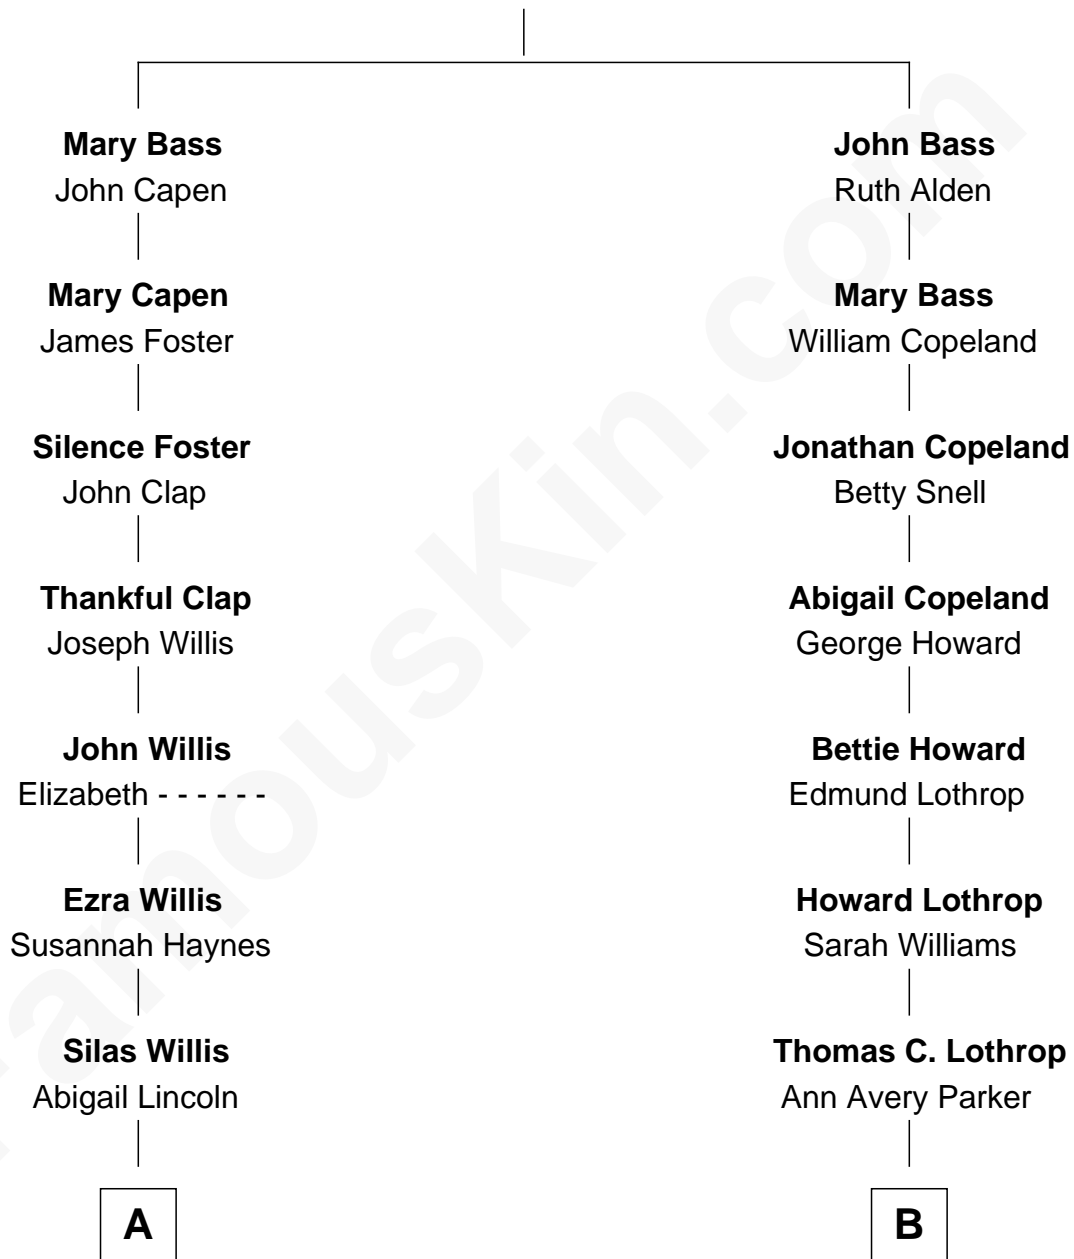 Mary Bass
John Capen
Mary Capen
James Foster
Silence Foster
John Clap
Thankful Clap
Joseph Willis
John Willis
Elizabeth - - - - - -
Ezra Willis
Susannah Haynes
Silas Willis
Abigail Lincoln
A
John Bass
Ruth Alden
Mary Bass
William Copeland
Jonathan Copeland
Betty Snell
Abigail Copeland
George Howard
Bettie Howard
Edmund Lothrop
Howard Lothrop
Sarah Williams
Thomas C. Lothrop
Ann Avery Parker
B
FamousKin.com